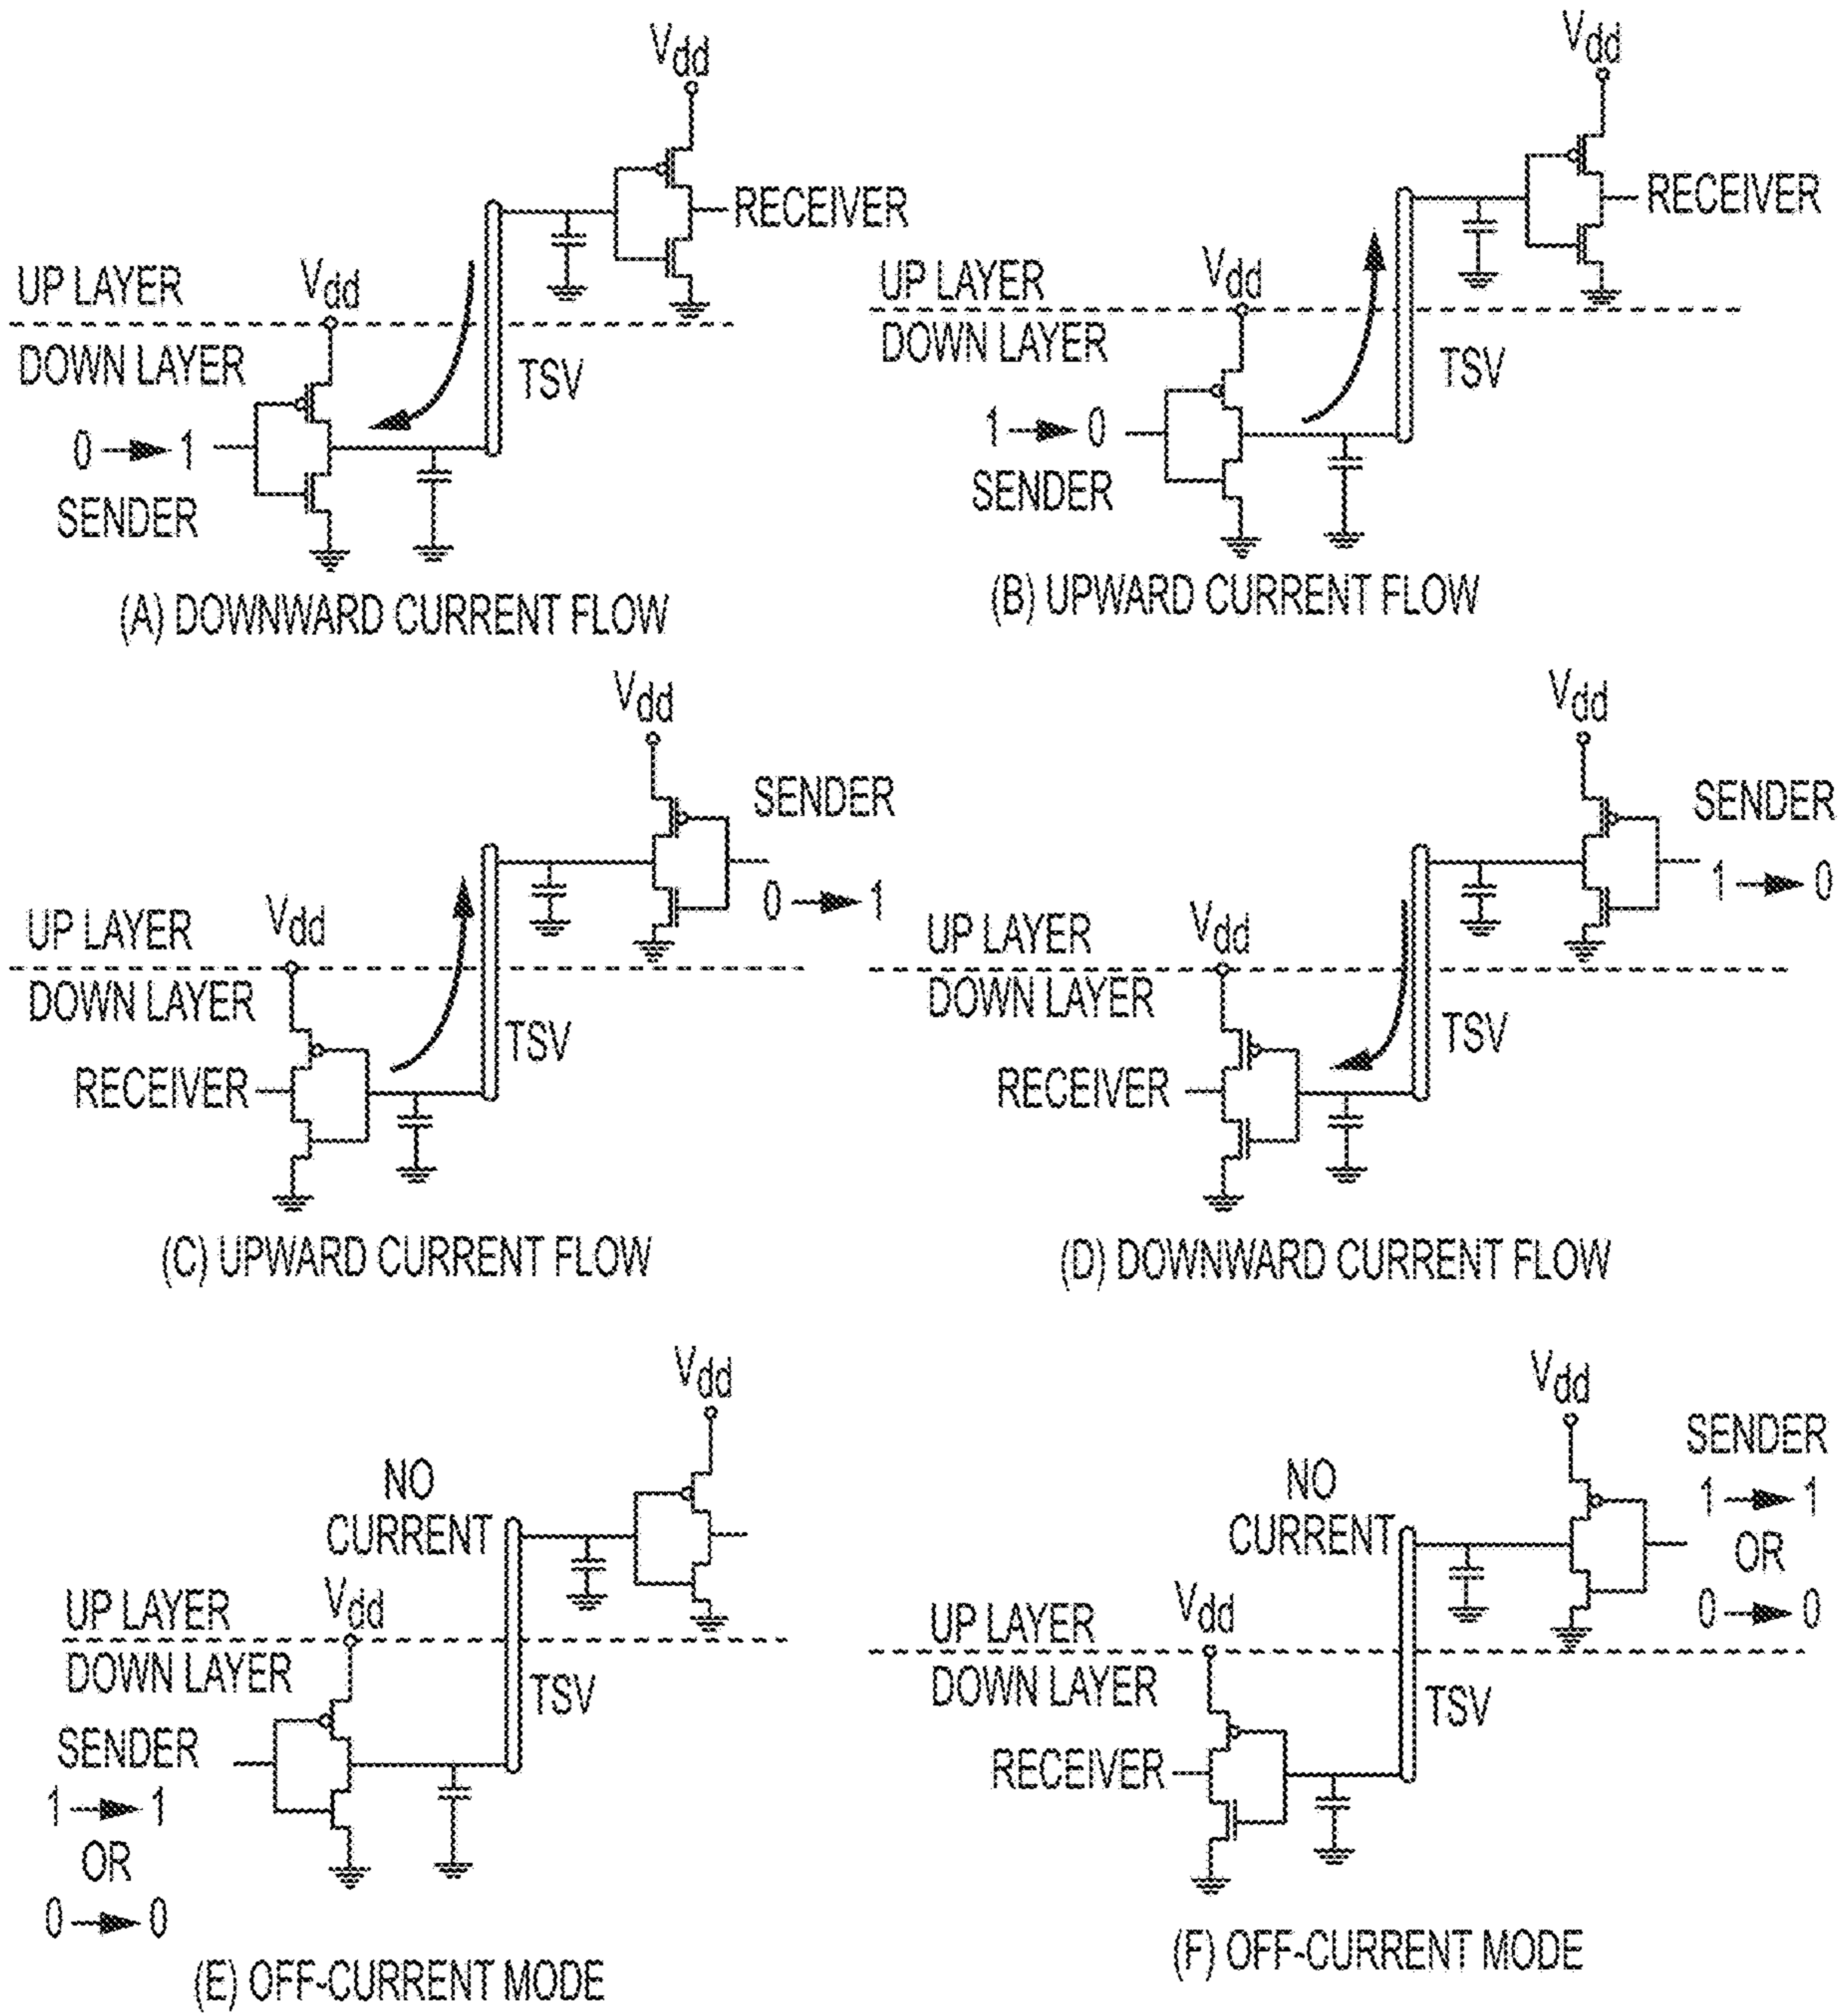 Vdd
RECEIVER
UP LAYER
Vdd
DOWN LAYER
TSV
0 → 1
SENDER
(A) DOWNWARD CURRENT FLOW
Vdd
RECEIVER
UP LAYER
Vdd
DOWN LAYER
TSV
1 → 0
SENDER
(B) UPWARD CURRENT FLOW
Vdd
SENDER
0 → 1
UP LAYER
Vdd
DOWN LAYER
TSV
RECEIVER
(C) UPWARD CURRENT FLOW
Vdd
SENDER
1 → 0
UP LAYER
Vdd
DOWN LAYER
TSV
RECEIVER
(D) DOWNWARD CURRENT FLOW
Vdd
NO
CURRENT
UP LAYER
Vdd
DOWN LAYER
TSV
SENDER
1 → 1
OR
0 → 0
(E) OFF-CURRENT MODE
Vdd
SENDER
1 → 1
OR
0 → 0
NO
CURRENT
UP LAYER
Vdd
DOWN LAYER
TSV
RECEIVER
(F) OFF-CURRENT MODE